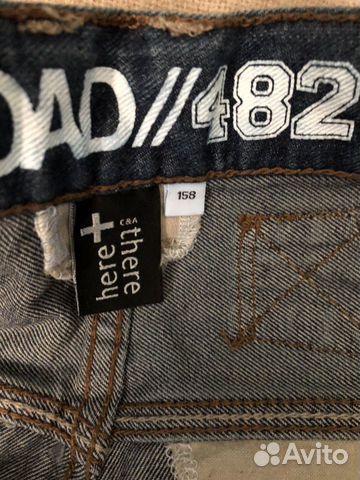 OAD//482
158
C&A
here + there
Avito